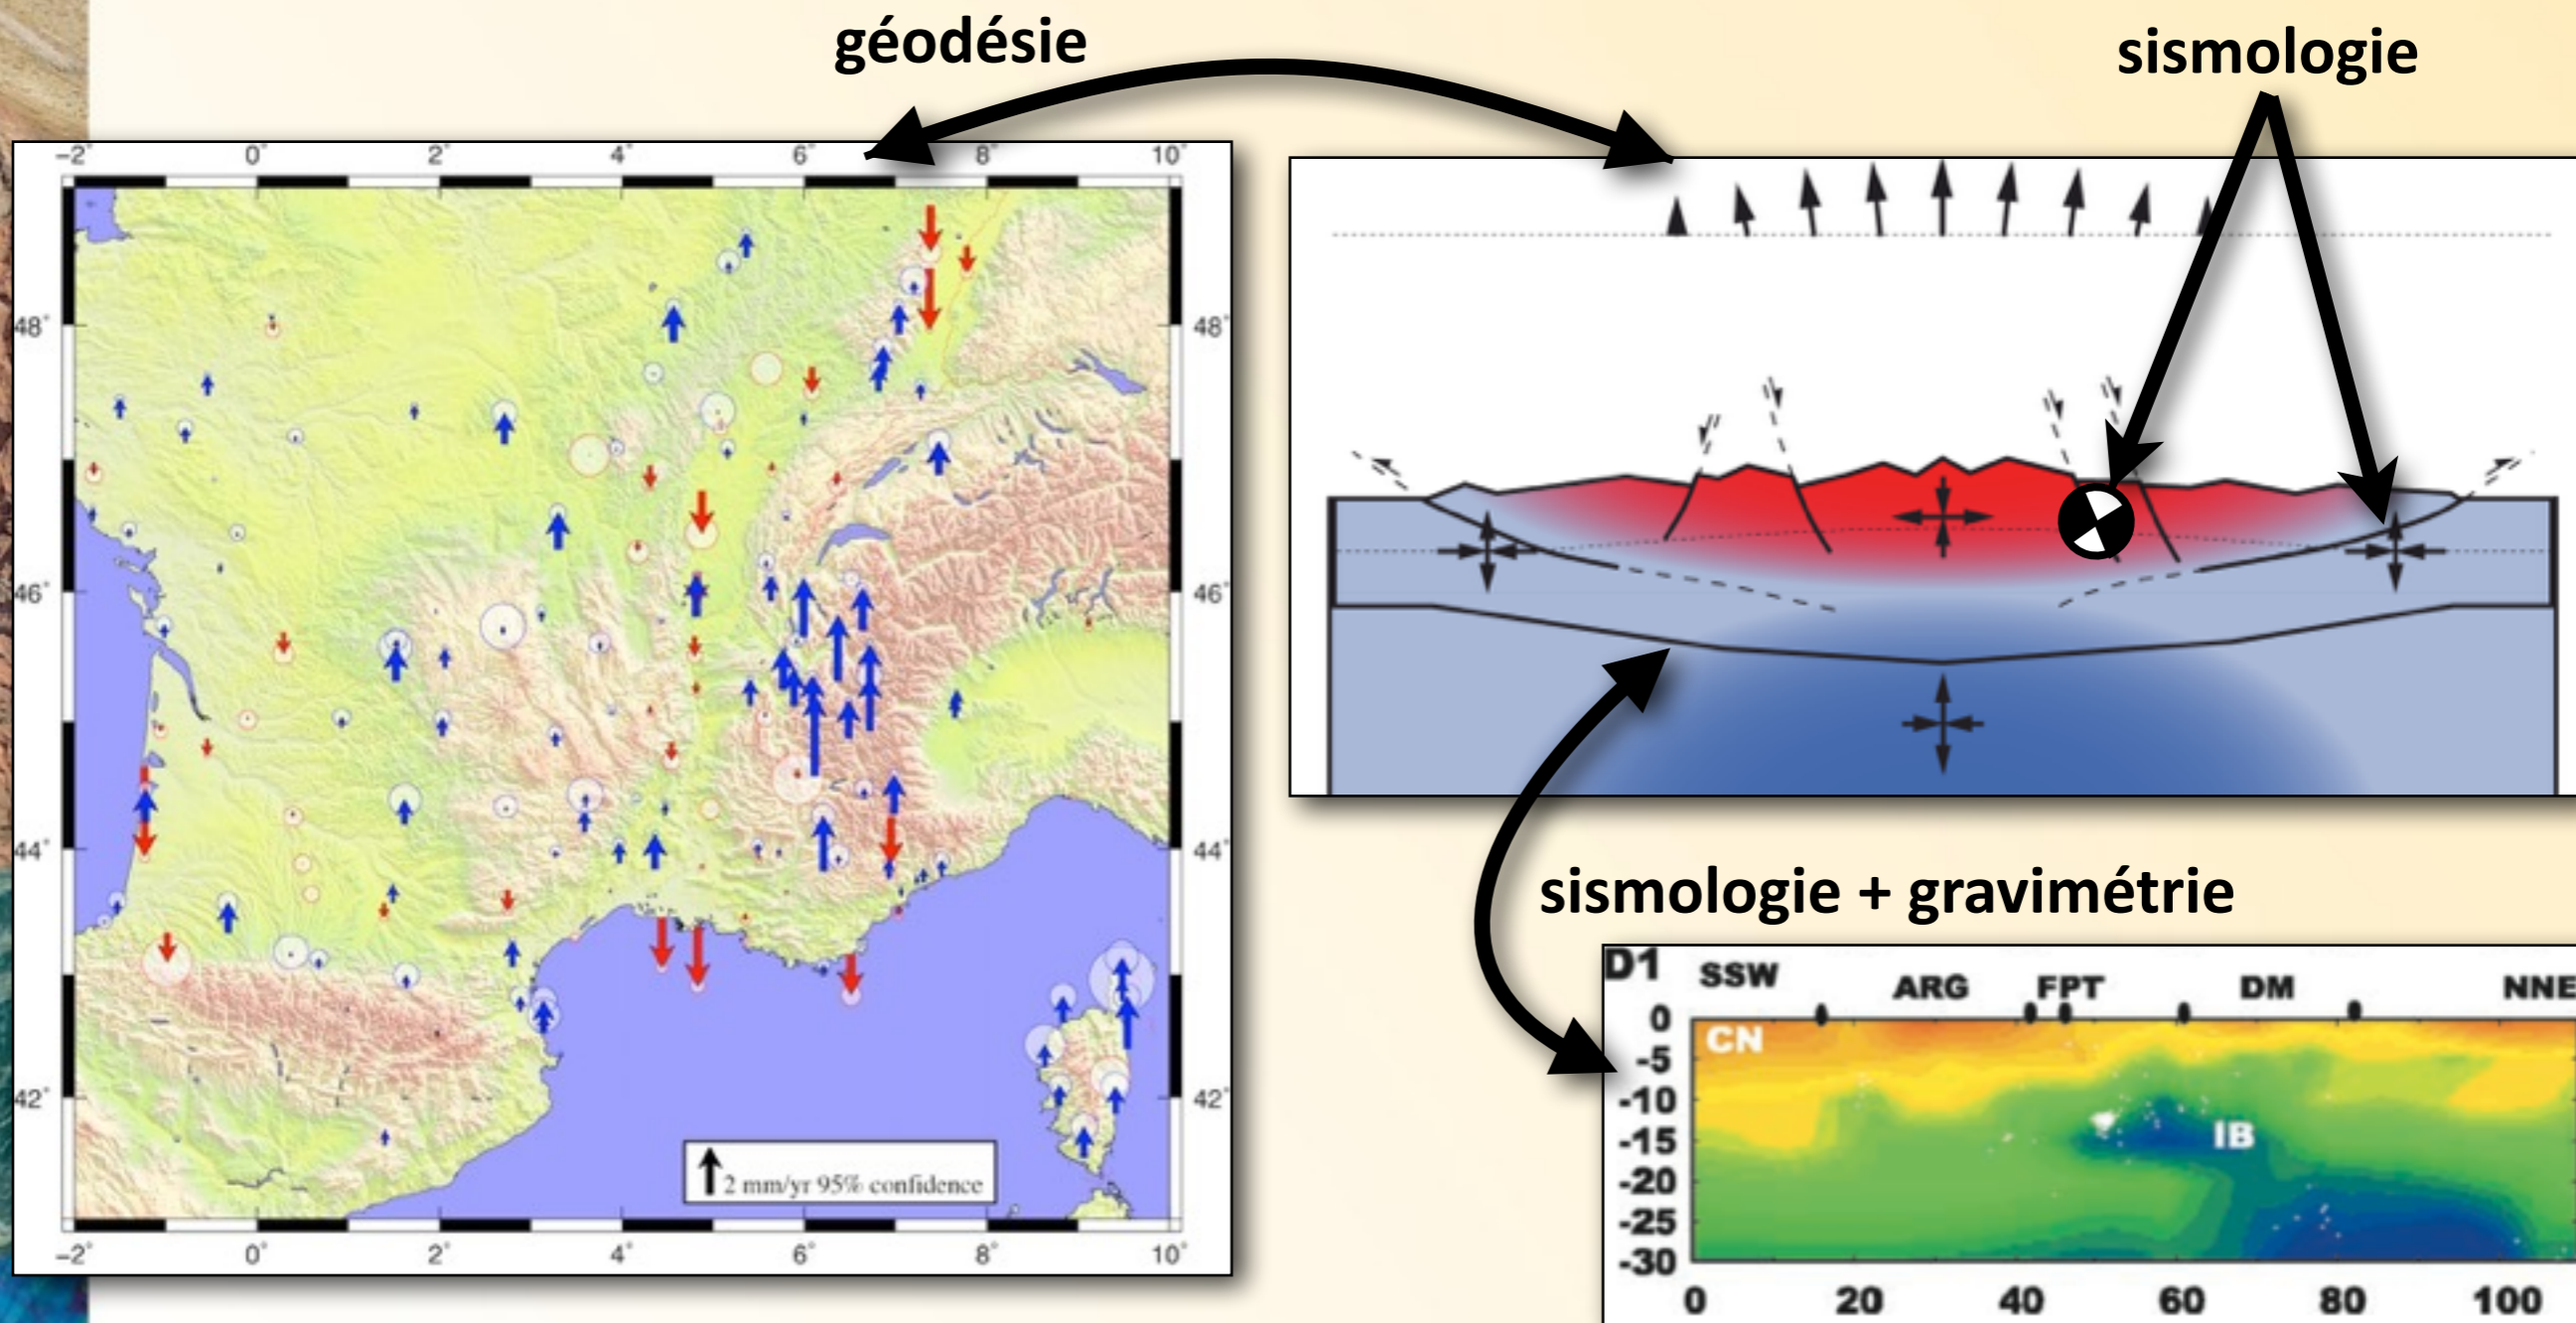 géodésie
sismologie
-2° 0° 2° 4° 6° 8° 10°
48° 48°
46° 46°
44° 44°
42° 42°
2 mm/yr 95% confidence
-2° 0° 2° 4° 6° 8° 10°
sismologie + gravimétrie
D1 SSW ARG FPT DM NNE
0
CN
-5
-10
-15 IB
-20
-25
-30
0 20 40 60 80 100